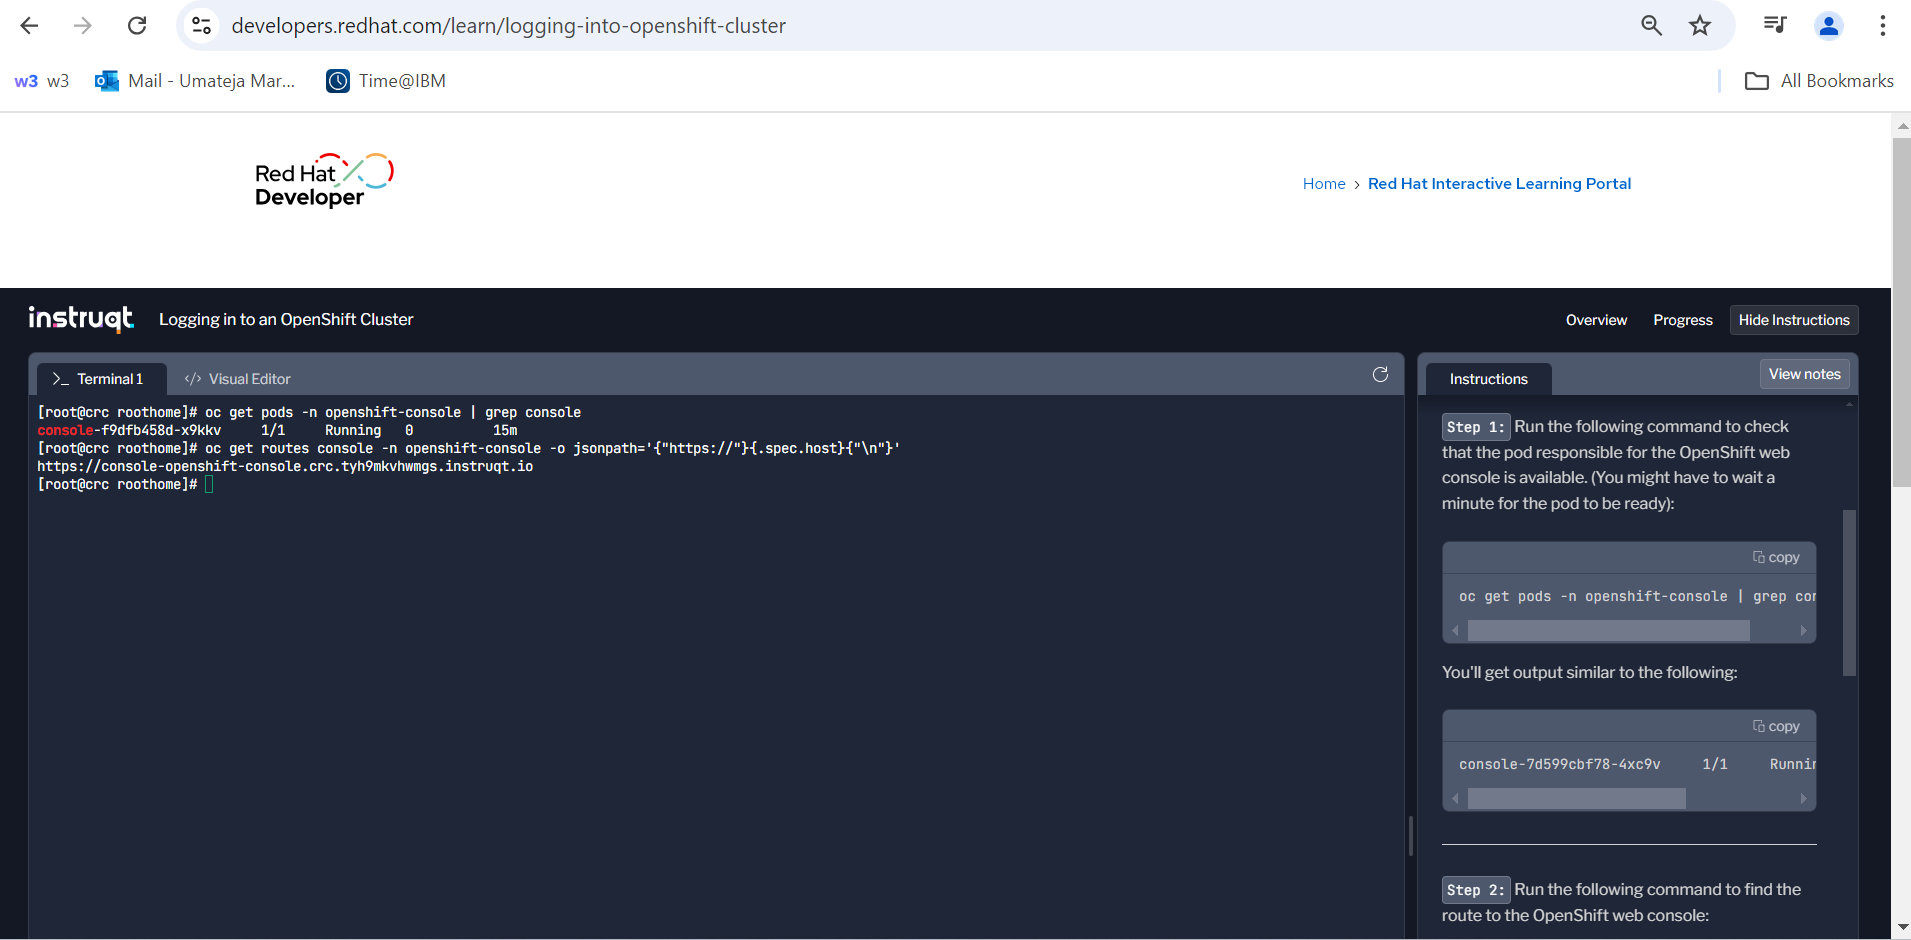 developers.redhat.com/learn/logging-into-openshift-cluster
w3 w3 Mail - Umateja Mar... Time@IBM All Bookmarks
Red Hat
Developer
Home > Red Hat Interactive Learning Portal
instruqt Logging in to an OpenShift Cluster Overview Progress Hide Instructions
>_ Terminal 1 </> Visual Editor
[root@crc roothome]# oc get pods -n openshift-console | grep console
console-f9dfb458d-x9kkv 1/1 Running 0 15m
[root@crc roothome]# oc get routes console -n openshift-console -o jsonpath='{"https://"}{.spec.host}{"\n"}'
https://console-openshift-console.crc.tyh9mkvhwmgs.instruqt.io
[root@crc roothome]#
Instructions View notes
Step 1: Run the following command to check
that the pod responsible for the OpenShift web
console is available. (You might have to wait a
minute for the pod to be ready):
copy
oc get pods -n openshift-console | grep con
You'll get output similar to the following:
copy
console-7d599cbf78-4xc9v 1/1 Runnin
Step 2: Run the following command to find the
route to the OpenShift web console: